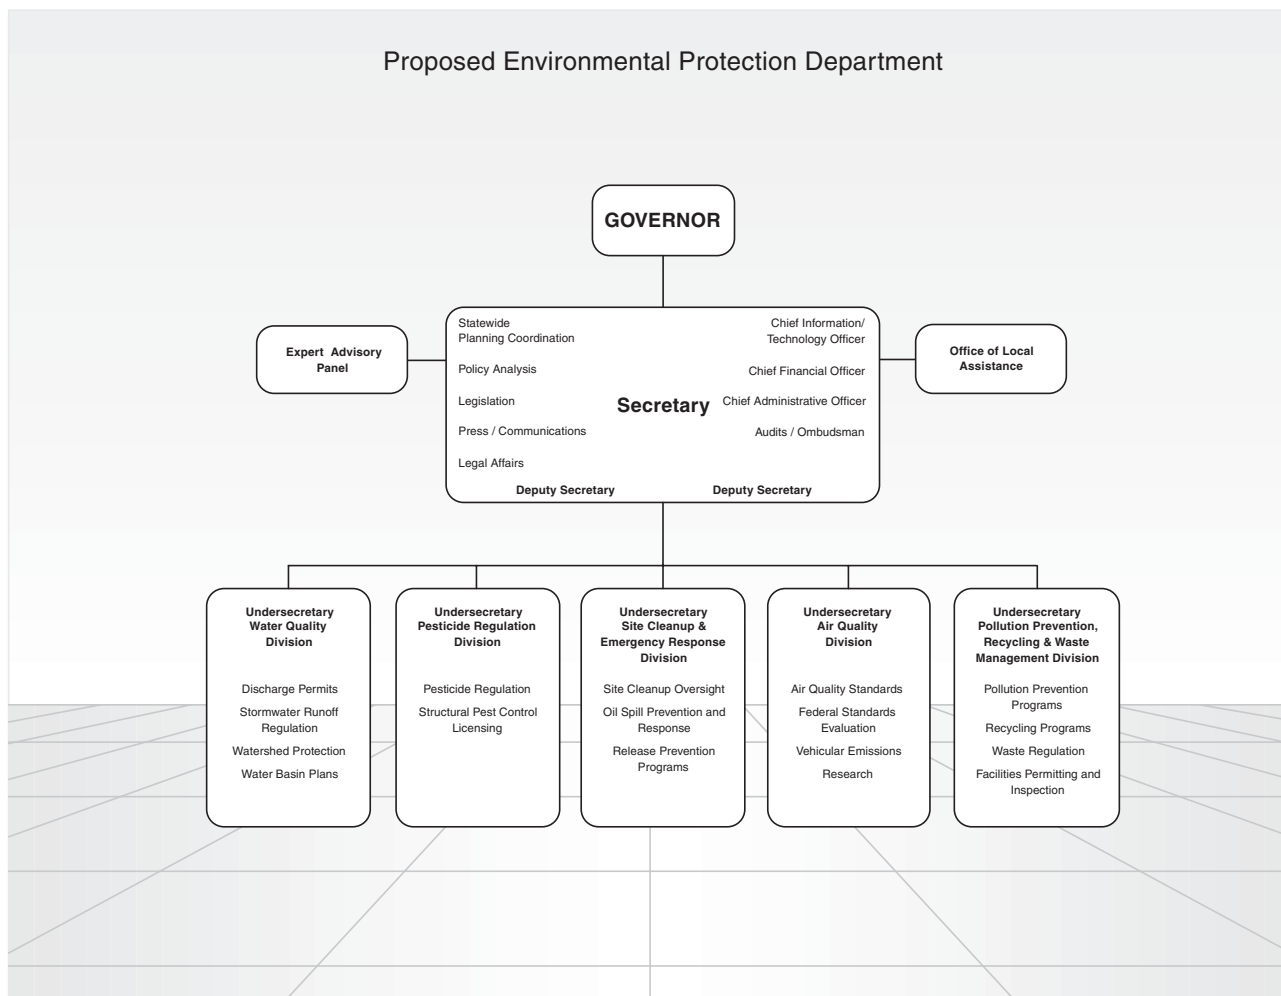 Proposed Environmental Protection Department
GOVERNOR
Expert Advisory
Panel
Statewide
Planning Coordination
Policy Analysis
Legislation
Press / Communications
Legal Affairs
Secretary
Chief Information/
Technology Officer
Chief Financial Officer
Chief Administrative Officer
Audits / Ombudsman
Deputy Secretary
Deputy Secretary
Office of Local
Assistance
Undersecretary
Water Quality
Division
Discharge Permits
Stormwater Runoff
Regulation
Watershed Protection
Water Basin Plans
Undersecretary
Pesticide Regulation
Division
Pesticide Regulation
Structural Pest Control
Licensing
Undersecretary
Site Cleanup &
Emergency Response
Division
Site Cleanup Oversight
Oil Spill Prevention and
Response
Release Prevention
Programs
Undersecretary
Air Quality
Division
Air Quality Standards
Federal Standards
Evaluation
Vehicular Emissions
Research
Undersecretary
Pollution Prevention,
Recycling & Waste
Management Division
Pollution Prevention
Programs
Recycling Programs
Waste Regulation
Facilities Permitting and
Inspection